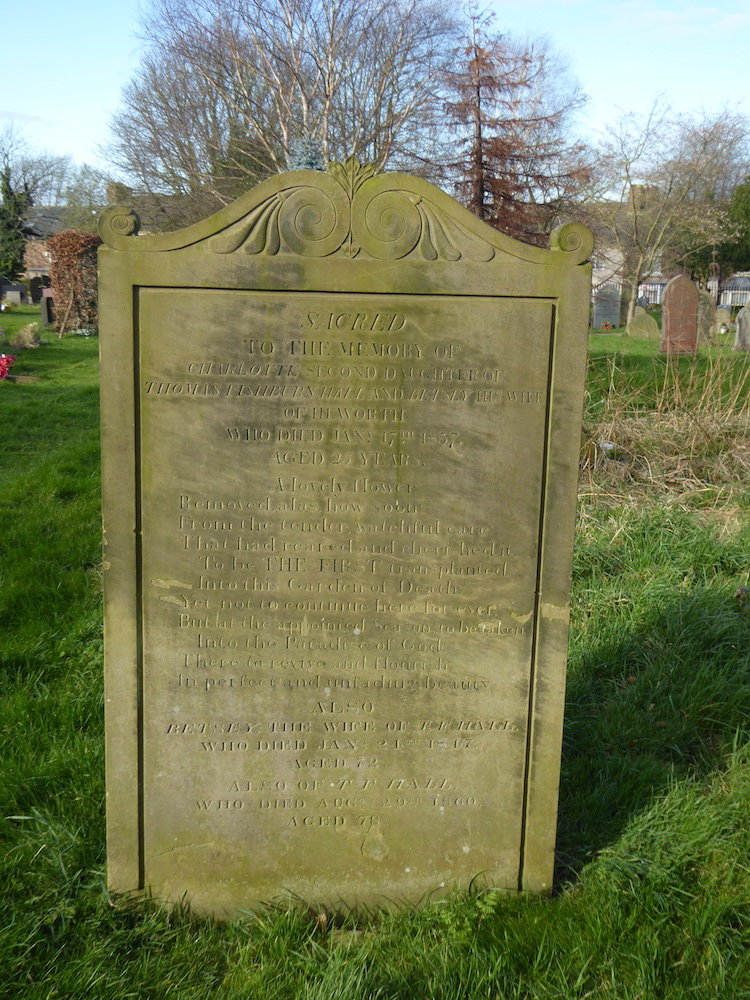 SACRED
TO THE MEMORY OF
CHARLOTTE, SECOND DAUGHTER OF
THOMAS FISHBURN HALL AND BETSEY HIS WIFE
OF HEWORTH
WHO DIED JANY 17TH 1837,
AGED 25 YEARS.
A lovely flower
Removed alas how soon!
From the tender watchful care
That had reared and cherished it,
To be THE FIRST transplanted
Into this Garden of Death
Yet not to continue here for ever
But at the appointed Season to be taken
Into the Paradise of God
There to revive and flourish
In perfect and unfading beauty
ALSO
BETSEY, THE WIFE OF T. F. HALL,
WHO DIED JANY 24TH 1847,
AGED 72
ALSO OF T. F. HALL
WHO DIED AUGST 29TH 1860,
AGED 78